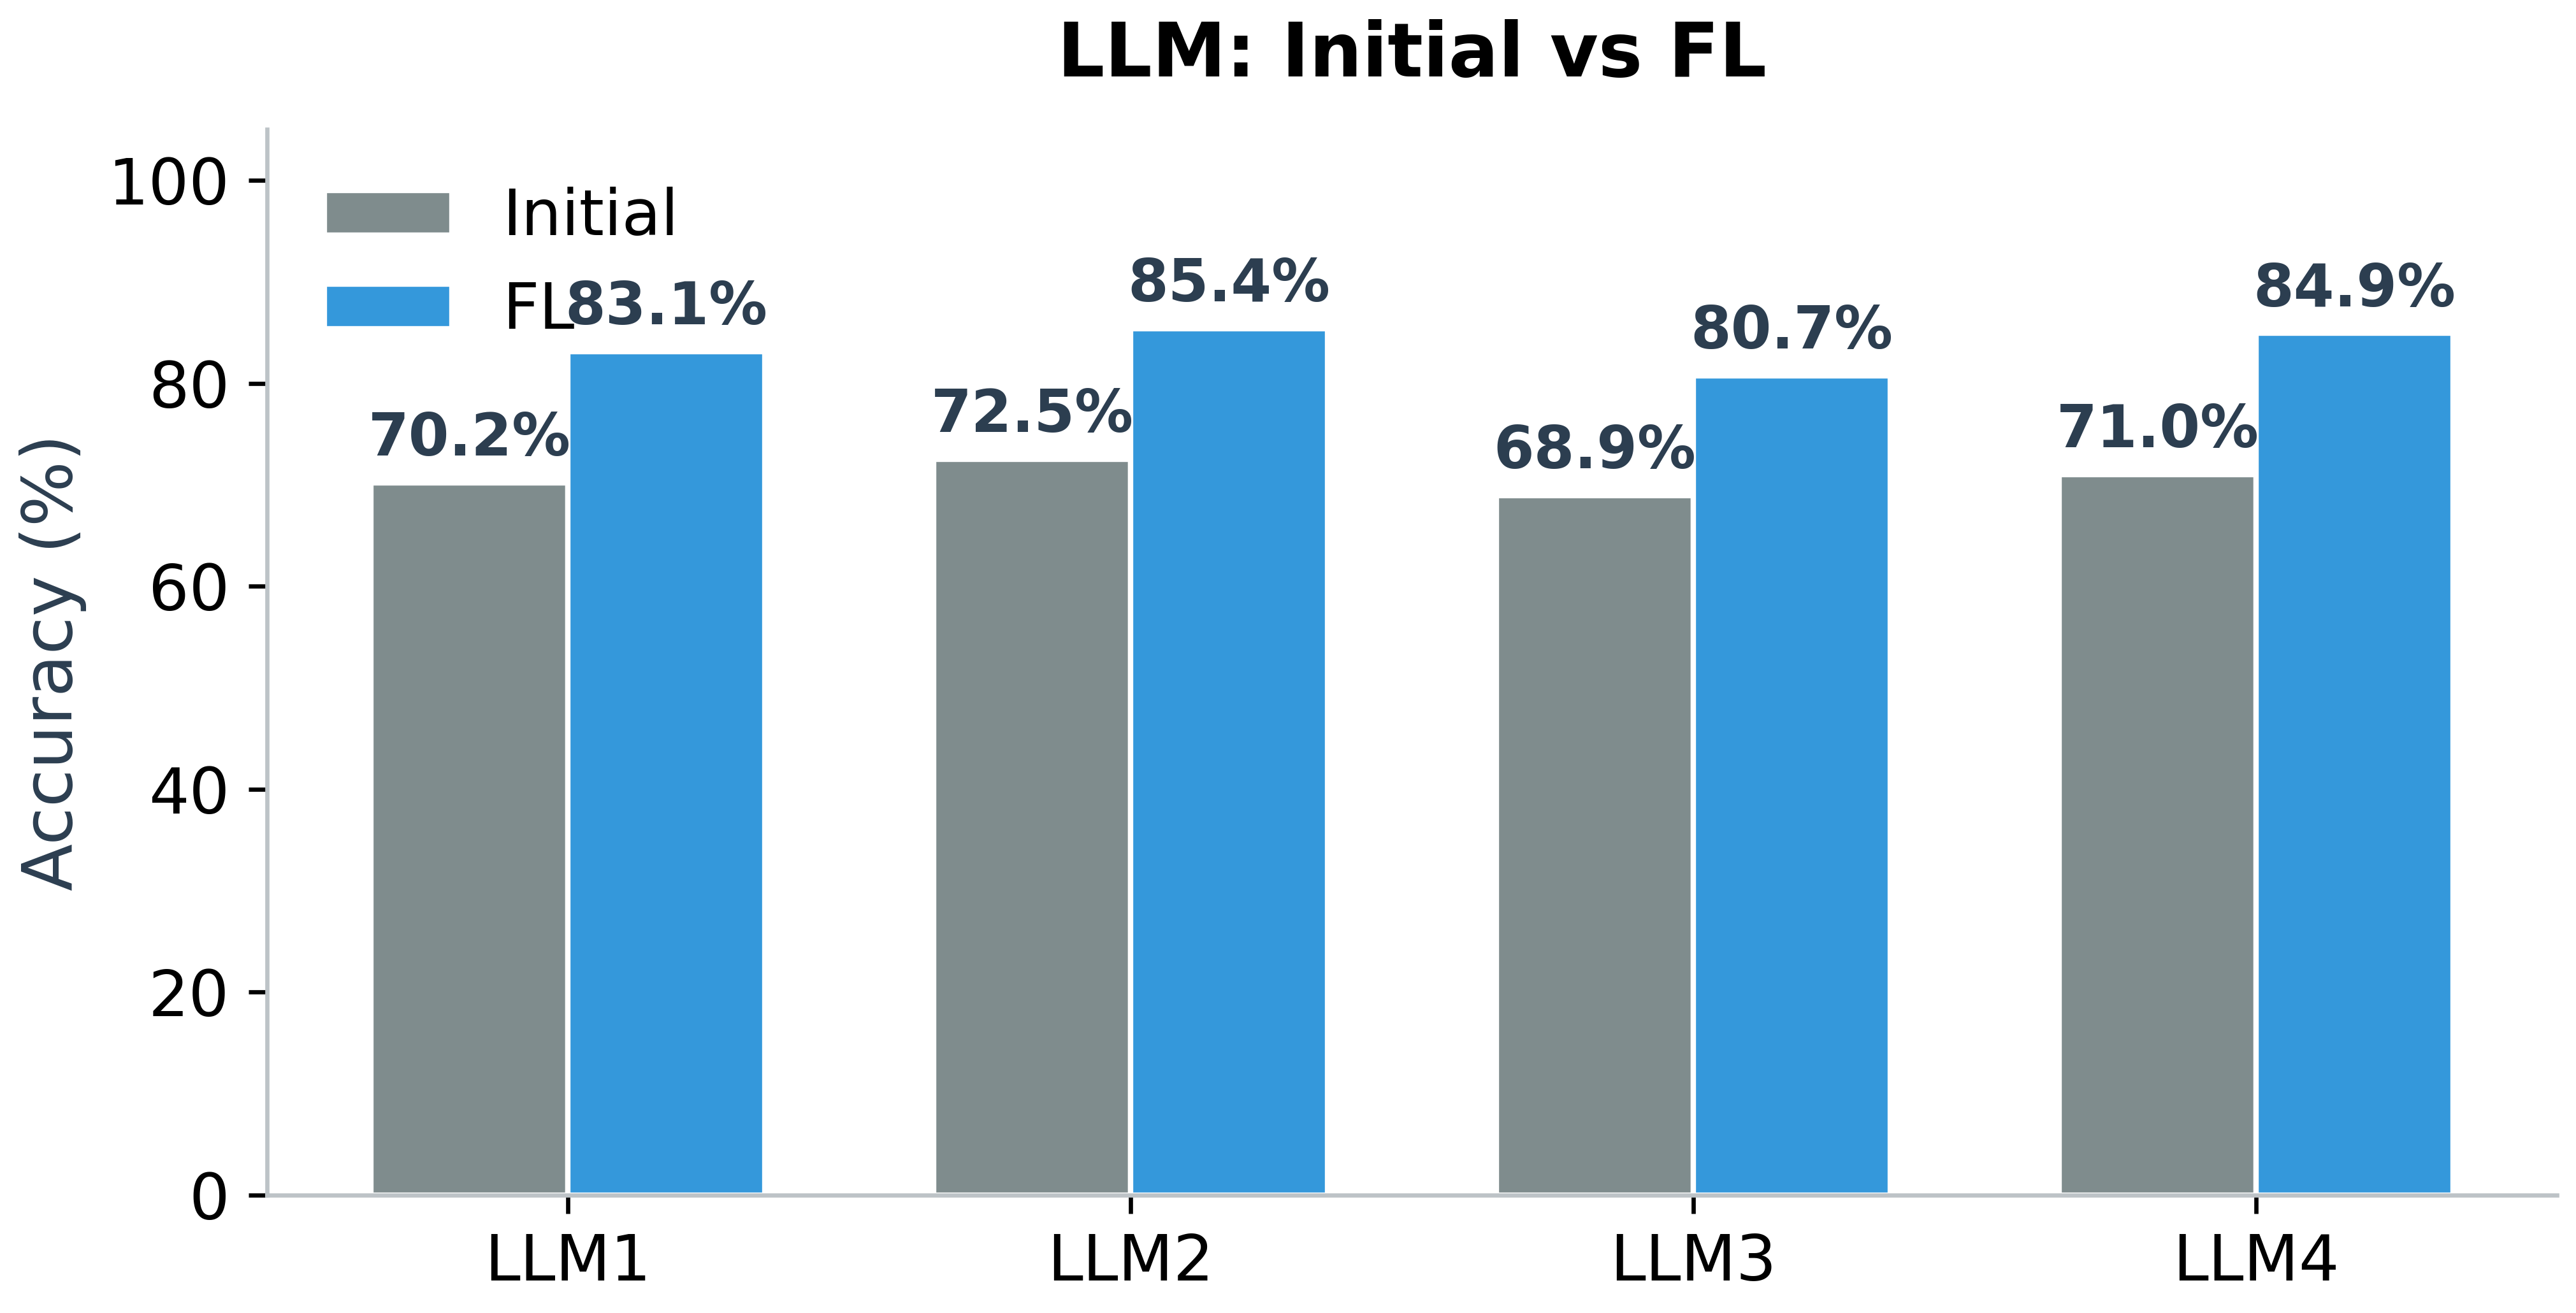 LLM: Initial vs FL
Accuracy (%)
100
80
60
40
20
0
Initial
FL
70.2%
83.1%
72.5%
85.4%
68.9%
80.7%
71.0%
84.9%
LLM1
LLM2
LLM3
LLM4